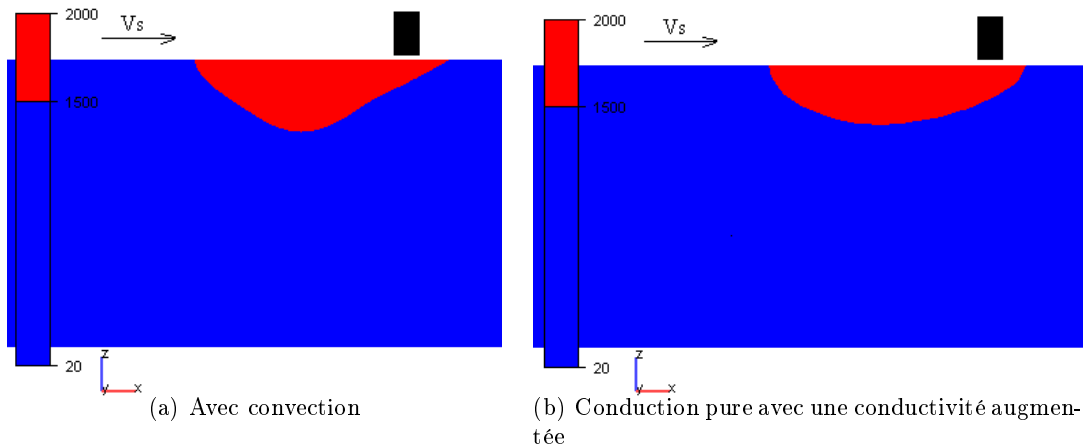 2000
Vs
1500
20
z
y x
(a) Avec convection
2000
Vs
1500
20
z
y x
(b) Conduction pure avec une conductivité augmen-
tée